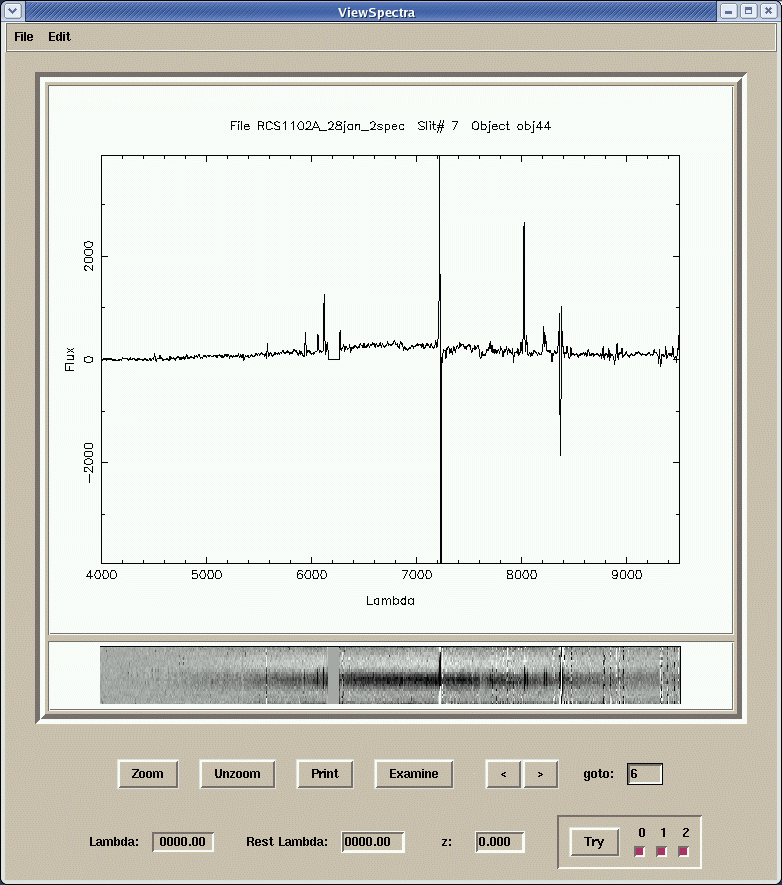 ViewSpectra
File Edit
File RCS1102A_28jan_2spec Slit# 7 Object obj44
2000
0
-2000
Flux
4000 5000 6000 7000 8000 9000
Lambda
Zoom Unzoom Print Examine < > goto: 6
0 1 2
Lambda: 0000.00 Rest Lambda: 0000.00 z: 0.000 Try